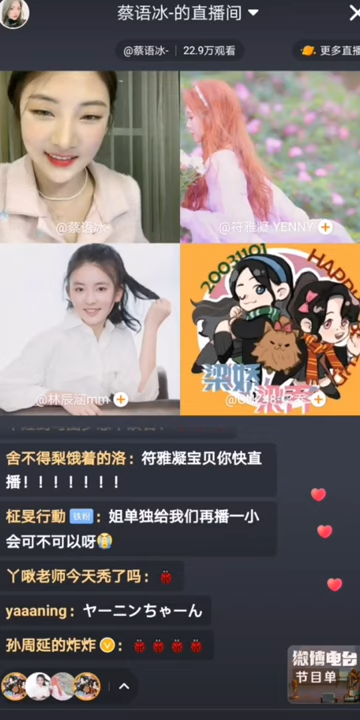 蔡语冰-的直播间
@蔡语冰- 22.9万观看
更多直播
@蔡语冰-
@符雅凝 YENNY
20031101
HAPPY
梁娇
梁乔
@林辰涵mm
舍不得梨饿着的洛：符雅凝宝贝你快直
播！！！！！！！
柾旻行動 铁粉：姐单独给我们再播一小
会可不可以呀😭
丫啾老师今天秃了吗：🐞
yaaaning：ヤーニンちゃーん
孙周延的炸炸：🐞🐞🐞🐞
微博电台
节目单